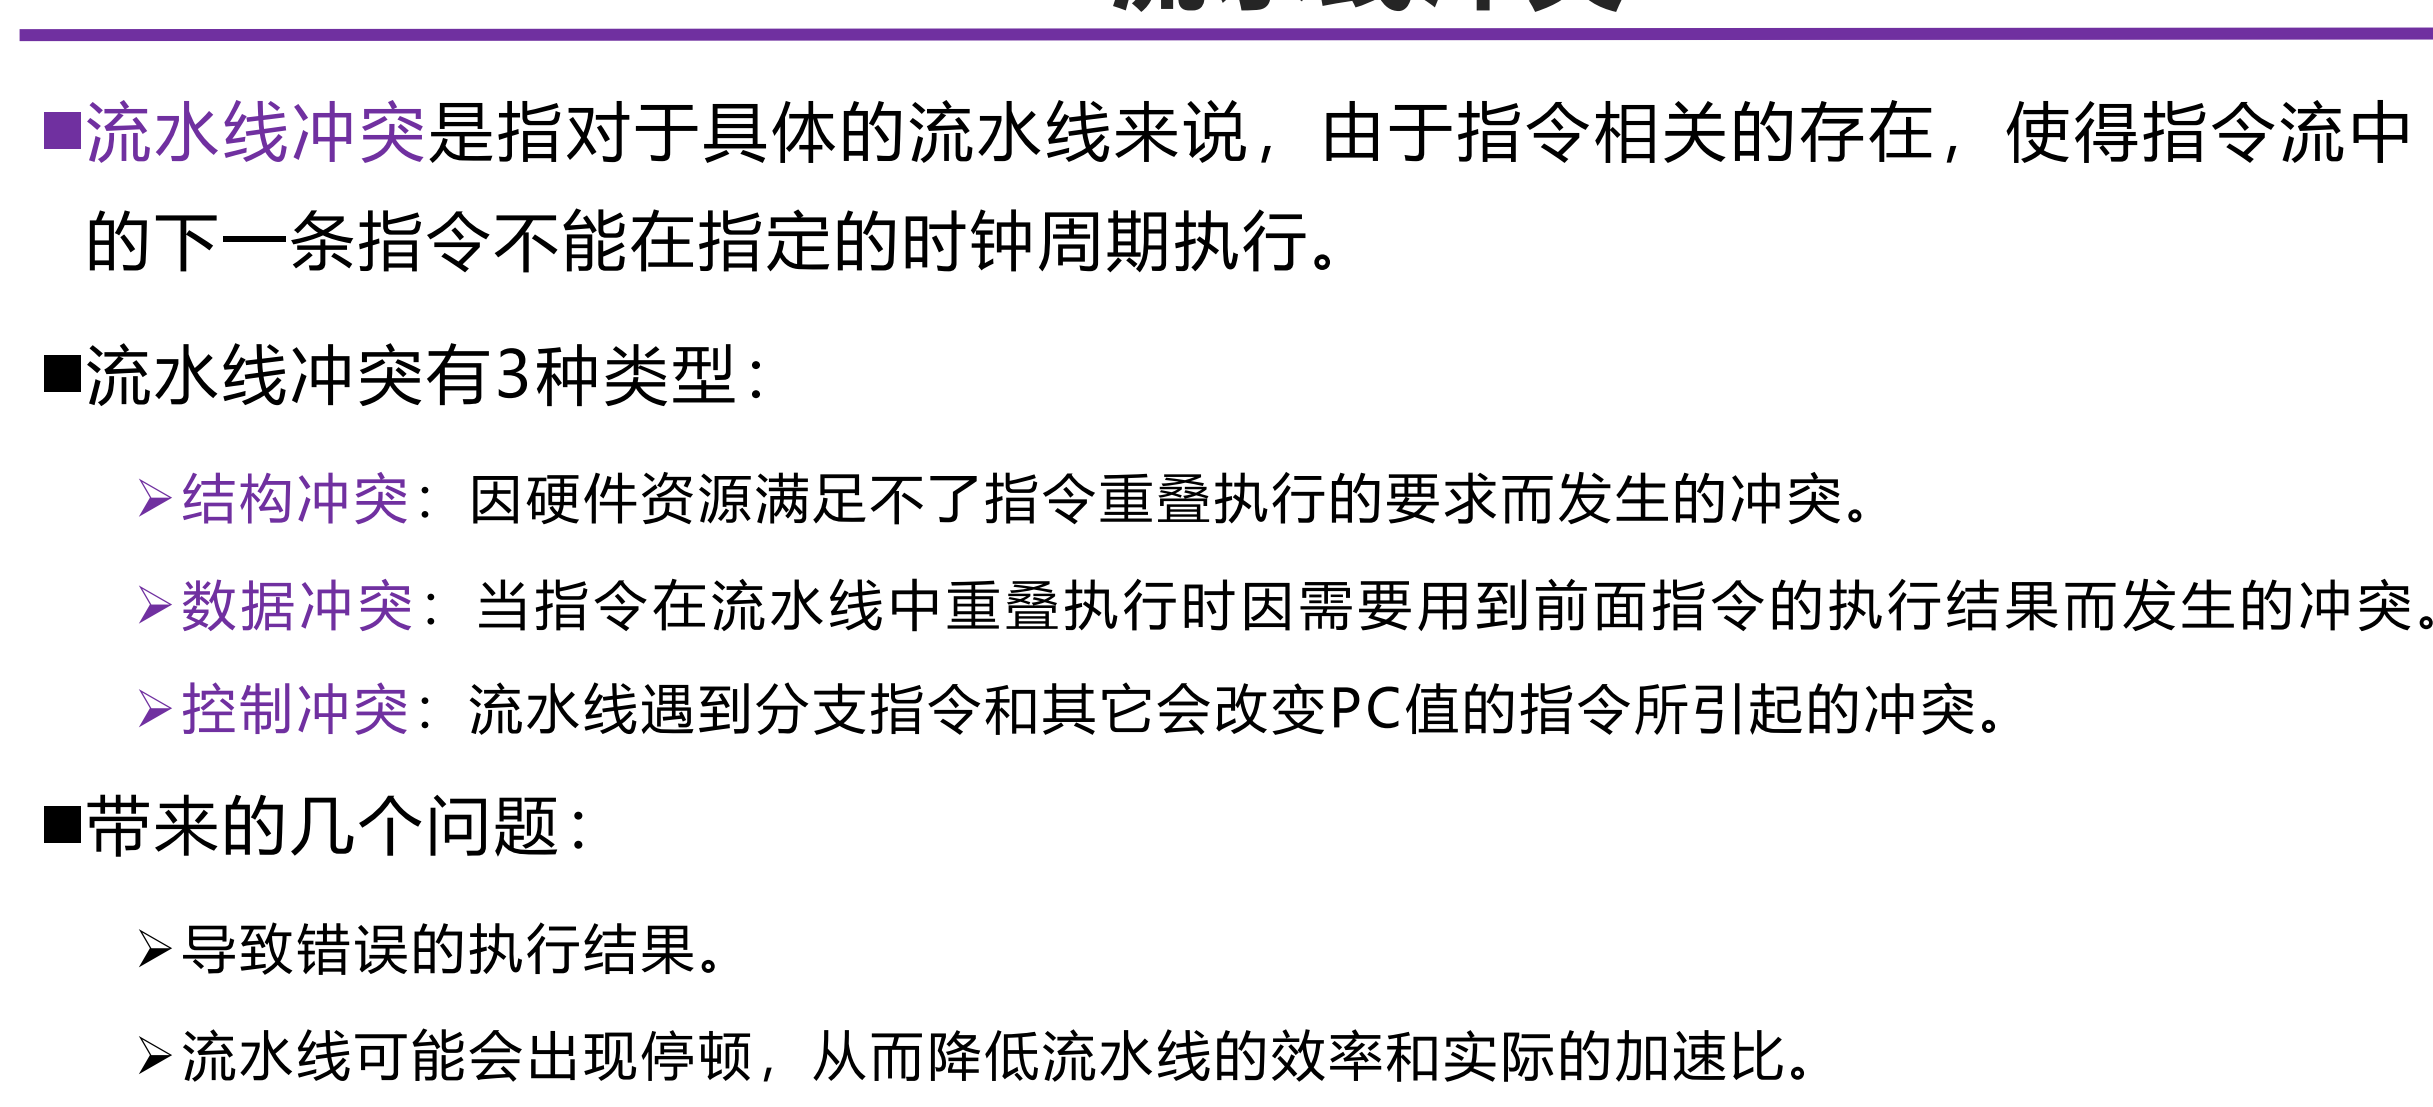 流水线冲突
■流水线冲突是指对于具体的流水线来说，由于指令相关的存在，使得指令流中
的下一条指令不能在指定的时钟周期执行。
■流水线冲突有3种类型：
➢结构冲突：因硬件资源满足不了指令重叠执行的要求而发生的冲突。
➢数据冲突：当指令在流水线中重叠执行时因需要用到前面指令的执行结果而发生的冲突。
➢控制冲突：流水线遇到分支指令和其它会改变PC值的指令所引起的冲突。
■带来的几个问题：
➢导致错误的执行结果。
➢流水线可能会出现停顿，从而降低流水线的效率和实际的加速比。